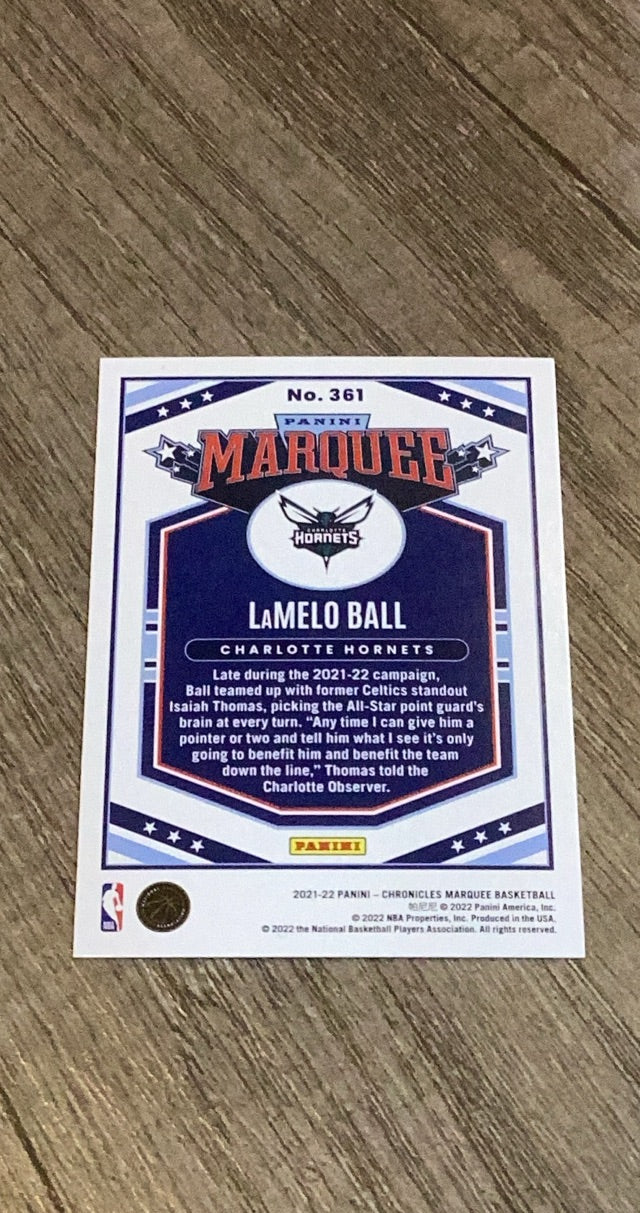 No. 361
PANINI
MARQUEE
CHARLOTTE
HORNETS
LaMELO BALL
CHARLOTTE HORNETS
Late during the 2021-22 campaign,
Ball teamed up with former Celtics standout
Isaiah Thomas, picking the All-Star point guard's
brain at every turn. “Any time I can give him a
pointer or two and tell him what I see it's only
going to benefit him and benefit the team
down the line,” Thomas told the
Charlotte Observer.
PANINI
2021-22 PANINI – CHRONICLES MARQUEE BASKETBALL
帕尼尼 © 2022 Panini America, Inc.
© 2022 NBA Properties, Inc. Produced in the USA.
© 2022 the National Basketball Players Association. All rights reserved.
NBA